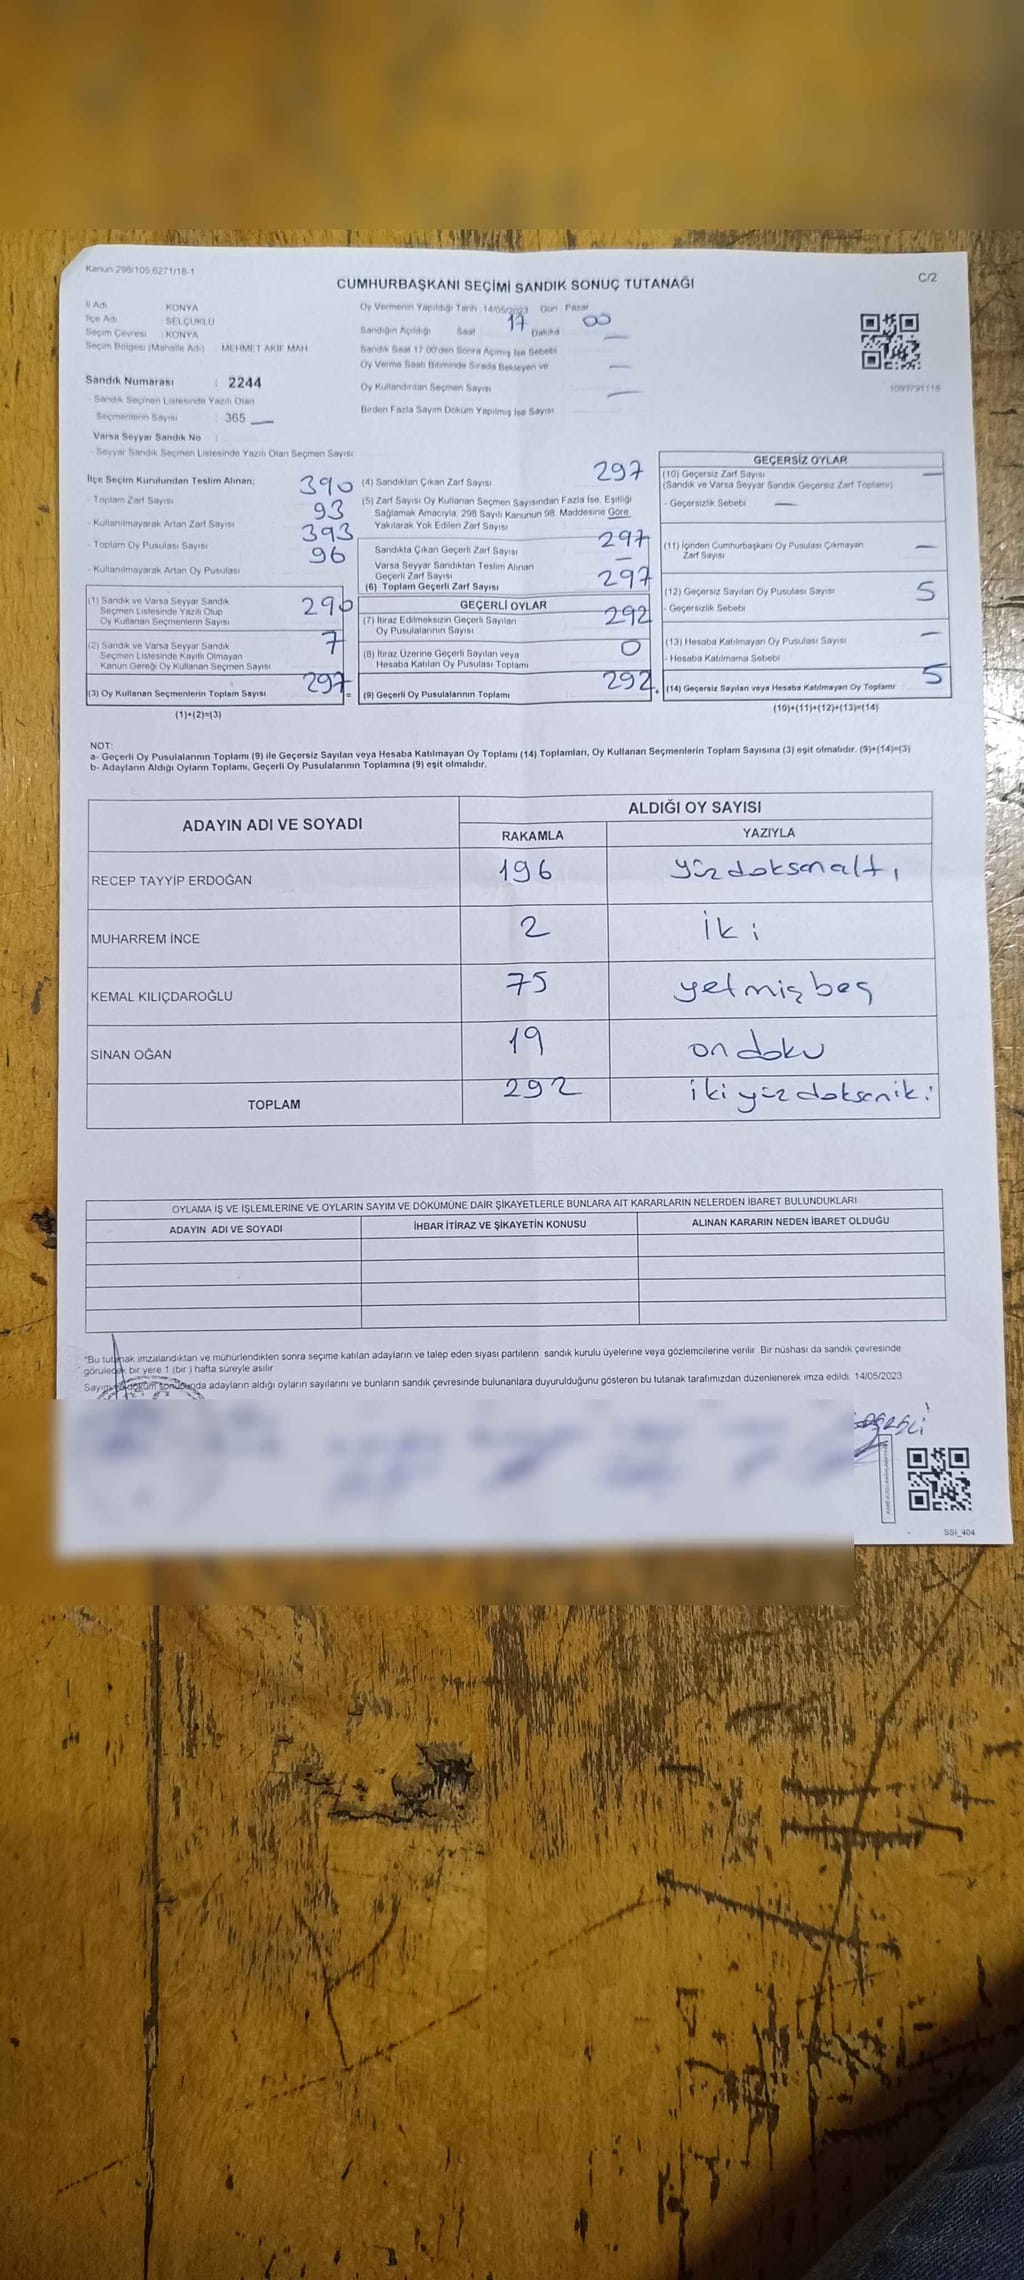 Kanun 298/105,6271/18-1
CUMHURBAŞKANI SEÇİMİ SANDIK SONUÇ TUTANAĞI
C/2
İl Adı KONYA
İlçe Adı SELÇUKLU
Seçim Çevresi : KONYA
Seçim Bölgesi (Mahalle Adı) MEHMET AKİF MAH
Sandık Numarası : 2244
- Sandık Seçmen Listesinde Yazılı Olan
Seçmenlerin Sayısı : 365
Varsa Seyyar Sandık No
- Seyyar Sandık Seçmen Listesinde Yazılı Olan Seçmen Sayısı
Oy Vermenin Yapıldığı Tarih 14/05/2023 Gün : Pazar
Sandığın Açıldığı Saat 17 Dakika 00
Sandık Saat 17.00'den Sonra Açılmış İse Sebebi
Oy Verme Saati Bitiminde Sırada Bekleyen ve
Oy Kullandırılan Seçmen Sayısı
Birden Fazla Sayım Döküm Yapılmış İse Sayısı
1093791118
İlçe Seçim Kurulundan Teslim Alınan;
- Toplam Zarf Sayısı 390
- Kullanılmayarak Artan Zarf Sayısı 93
- Toplam Oy Pusulası Sayısı 393
- Kullanılmayarak Artan Oy Pusulası 96
(1) Sandık ve Varsa Seyyar Sandık
Seçmen Listesinde Yazılı Olup
Oy Kullanan Seçmenlerin Sayısı 290
(2) Sandık ve Varsa Seyyar Sandık
Seçmen Listesinde Kayıtlı Olmayan
Kanun Gereği Oy Kullanan Seçmen Sayısı 7
(3) Oy Kullanan Seçmenlerin Toplam Sayısı 297
(1)+(2)=(3)
(4) Sandıktan Çıkan Zarf Sayısı 297
(5) Zarf Sayısı Oy Kullanan Seçmen Sayısından Fazla İse, Eşitliği
Sağlamak Amacıyla, 298 Sayılı Kanunun 98. Maddesine Göre
Yakılarak Yok Edilen Zarf Sayısı
Sandıkta Çıkan Geçerli Zarf Sayısı 297
Varsa Seyyar Sandıktan Teslim Alınan
Geçerli Zarf Sayısı –
(6) Toplam Geçerli Zarf Sayısı 297
GEÇERLİ OYLAR
(7) İtiraz Edilmeksizin Geçerli Sayılan
Oy Pusulalarının Sayısı 292
(8) İtiraz Üzerine Geçerli Sayılan veya
Hesaba Katılan Oy Pusulası Toplamı 0
= (9) Geçerli Oy Pusulalarının Toplamı 292.
GEÇERSİZ OYLAR
(10) Geçersiz Zarf Sayısı –
(Sandık ve Varsa Seyyar Sandık Geçersiz Zarf Toplamı)
- Geçersizlik Sebebi –
(11) İçinden Cumhurbaşkanı Oy Pusulası Çıkmayan
Zarf Sayısı –
(12) Geçersiz Sayılan Oy Pusulası Sayısı 5
- Geçersizlik Sebebi
(13) Hesaba Katılmayan Oy Pusulası Sayısı –
- Hesaba Katılmama Sebebi
(14) Geçersiz Sayılan veya Hesaba Katılmayan Oy Toplamı 5
(10)+(11)+(12)+(13)=(14)
NOT:
a- Geçerli Oy Pusulalarının Toplamı (9) ile Geçersiz Sayılan veya Hesaba Katılmayan Oy Toplamı (14) Toplamları, Oy Kullanan Seçmenlerin Toplam Sayısına (3) eşit olmalıdır. (9)+(14)=(3)
b- Adayların Aldığı Oyların Toplamı, Geçerli Oy Pusulalarının Toplamına (9) eşit olmalıdır.
ADAYIN ADI VE SOYADI
ALDIĞI OY SAYISI
RAKAMLA YAZIYLA
RECEP TAYYİP ERDOĞAN 196 yüzdoksanaltı
MUHARREM İNCE 2 iki
KEMAL KILIÇDAROĞLU 75 yetmişbeş
SİNAN OĞAN 19 ondoku
TOPLAM 292 ikiyüzdoksaniki
OYLAMA İŞ VE İŞLEMLERİNE VE OYLARIN SAYIM VE DÖKÜMÜNE DAİR ŞİKAYETLERLE BUNLARA AİT KARARLARIN NELERDEN İBARET BULUNDUKLARI
ADAYIN ADI VE SOYADI İHBAR İTİRAZ VE ŞİKAYETİN KONUSU ALINAN KARARIN NEDEN İBARET OLDUĞU
*Bu tutanak imzalandıktan ve mühürlendikten sonra seçime katılan adayların ve talep eden siyasi partilerin sandık kurulu üyelerine veya gözlemcilerine verilir. Bir nüshası da sandık çevresinde
görülecek bir yere 1 (bir ) hafta süreyle asılır
Sayım ve döküm sonucunda adayların aldığı oyların sayılarını ve bunların sandık çevresinde bulunanlara duyurulduğunu gösteren bu tutanak tarafımızdan düzenlenerek imza edildi. 14/05/2023
SSI_404